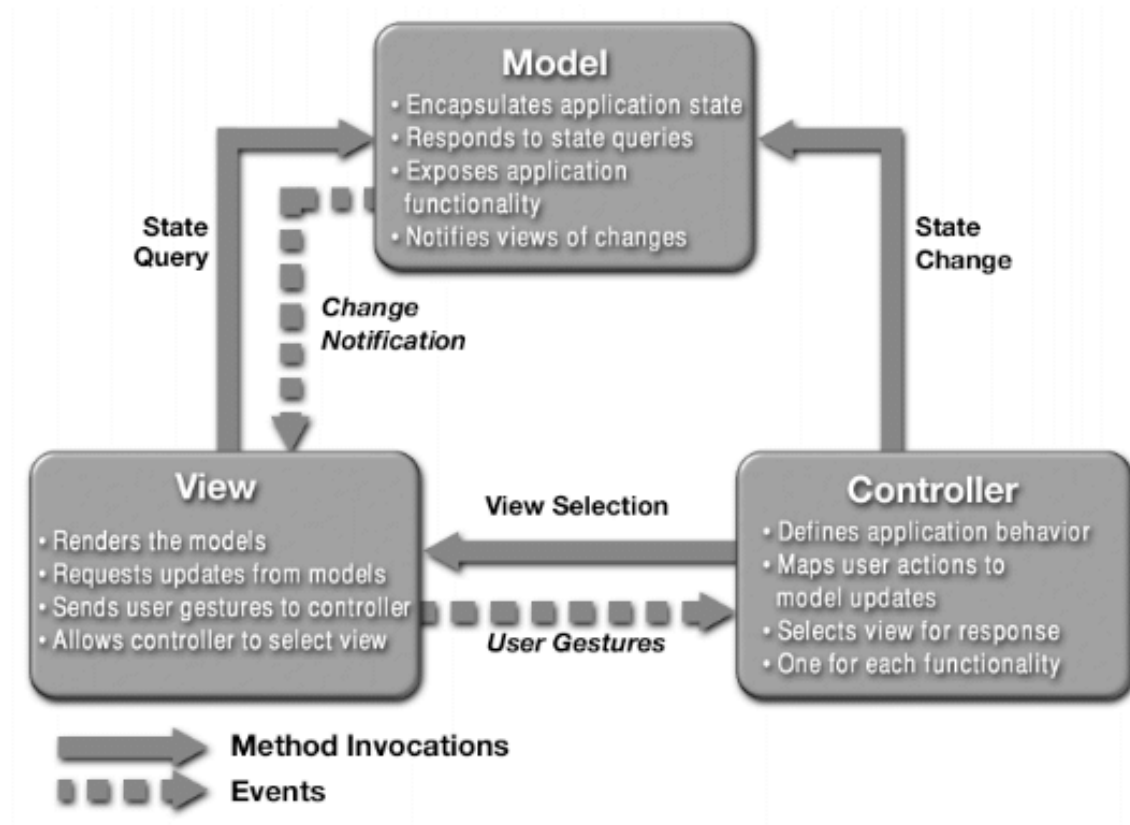 Model
• Encapsulates application state
• Responds to state queries
• Exposes application
functionality
• Notifies views of changes
State
Query
Change
Notification
State
Change
View
• Renders the models
• Requests updates from models
• Sends user gestures to controller
• Allows controller to select view
View Selection
User Gestures
Controller
• Defines application behavior
• Maps user actions to
model updates
• Selects view for response
• One for each functionality
Method Invocations
Events